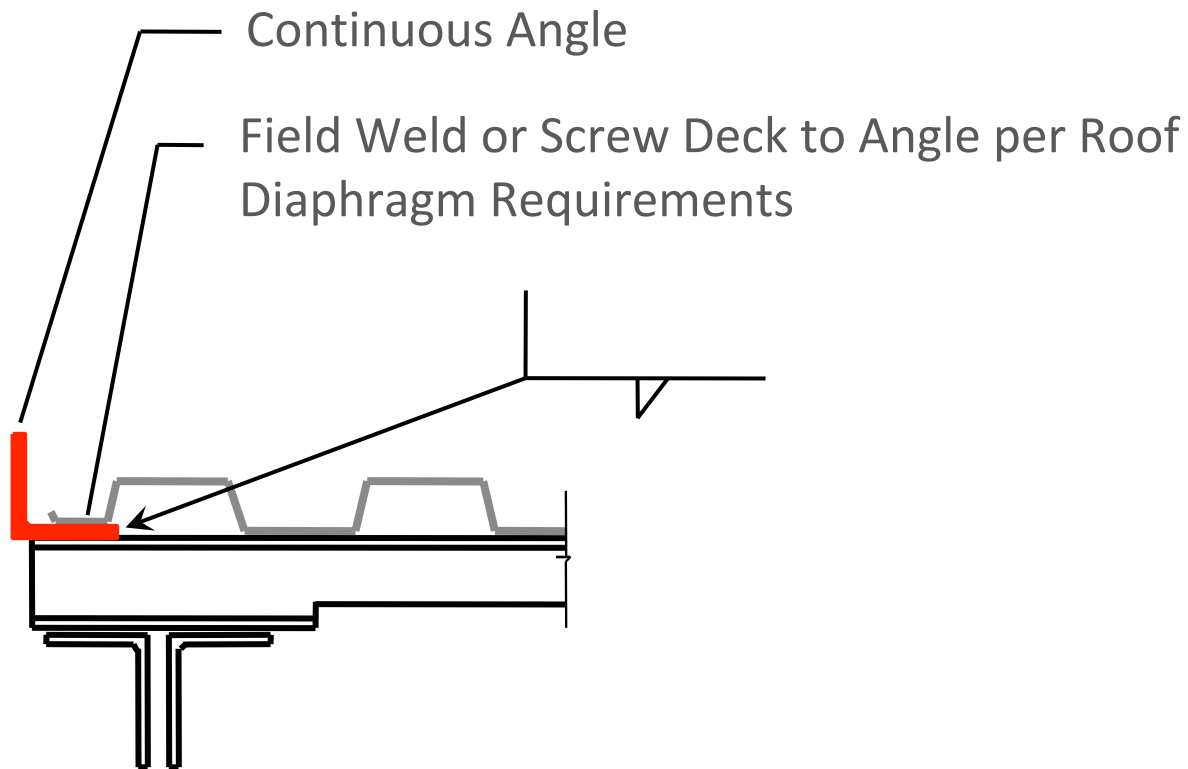 Continuous Angle
Field Weld or Screw Deck to Angle per Roof
Diaphragm Requirements